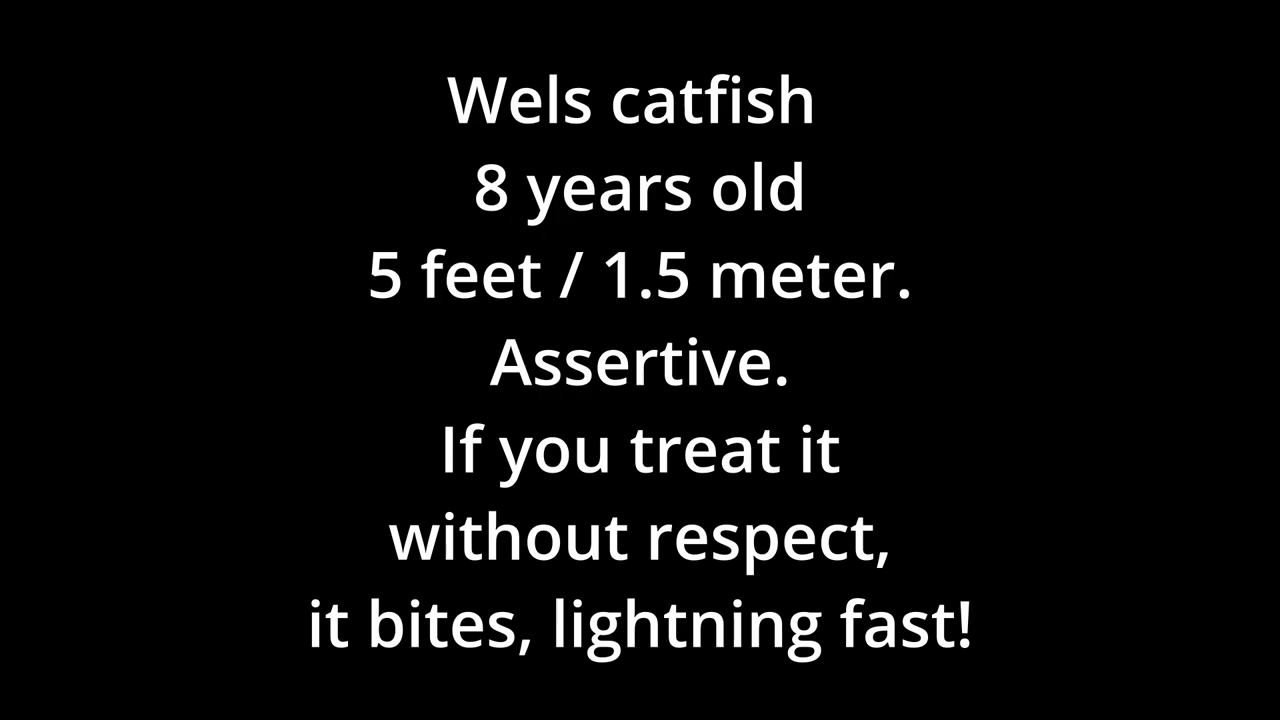 Wels catfish
8 years old
5 feet / 1.5 meter.
Assertive.
If you treat it
without respect,
it bites, lightning fast!